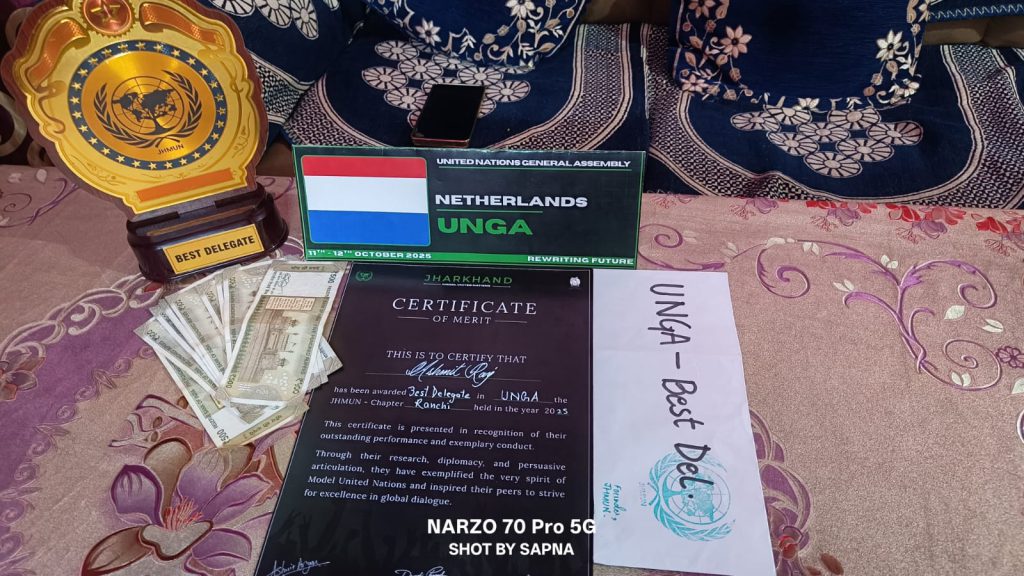 JHMUN
BEST DELEGATE
UNITED NATIONS GENERAL ASSEMBLY
NETHERLANDS
UNGA
11TH - 12TH OCTOBER 2025
REWRITING FUTURE
500
500
JHARKHAND
CERTIFICATE
OF MERIT
THIS IS TO CERTIFY THAT
has been awarded Best Delegate in UNGA the
JHMUN - Chapter Ranchi held in the year 2025
This certificate is presented in recognition of their
outstanding performance and exemplary conduct.
Through their research, diplomacy, and persuasive
articulation, they have exemplified the very spirit of
Model United Nations and inspired their peers to strive
for excellence in global dialogue.
UNGA - Best Del.
JHMUN
NARZO 70 Pro 5G
SHOT BY SAPNA